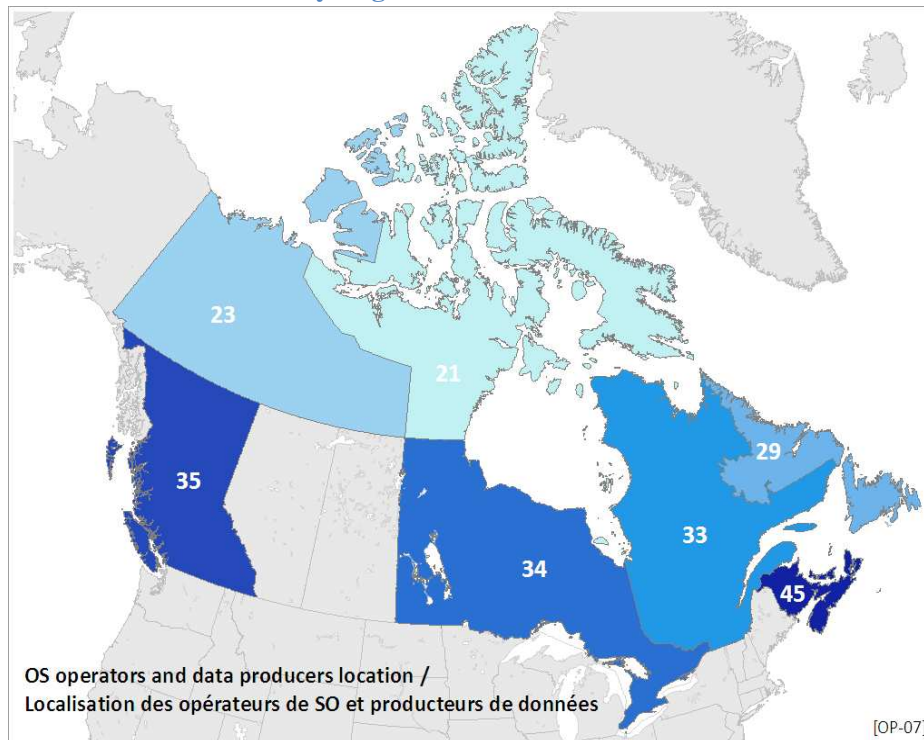 23
21
29
35
33
34
45
OS operators and data producers location /
Localisation des opérateurs de SO et producteurs de données
[OP-07]